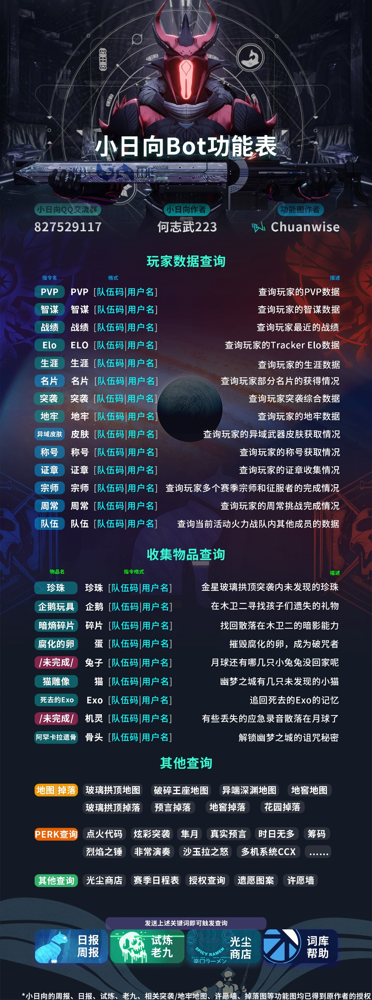 小日向Bot功能表
小日向QQ交流群 小日向作者 功能图作者
827529117 何志武223 Chuanwise
玩家数据查询
指令名 格式 描述
PVP PVP [队伍码|用户名] 查询玩家的PVP数据
智谋 智谋 [队伍码|用户名] 查询玩家的智谋数据
战绩 战绩 [队伍码|用户名] 查询玩家最近的战绩
Elo ELO [队伍码|用户名] 查询玩家的Tracker Elo数据
生涯 生涯 [队伍码|用户名] 查询玩家的生涯数据
名片 名片 [队伍码|用户名] 查询玩家部分名片的获得情况
突袭 突袭 [队伍码|用户名] 查询玩家突袭综合数据
地牢 地牢 [队伍码|用户名] 查询玩家的地牢数据
异域皮肤 皮肤 [队伍码|用户名] 查询玩家的异域武器皮肤获取情况
称号 称号 [队伍码|用户名] 查询玩家的称号获取情况
证章 证章 [队伍码|用户名] 查询玩家的证章收集情况
宗师 宗师 [队伍码|用户名] 查询玩家多个赛季宗师和征服者的完成情况
周常 周常 [队伍码|用户名] 查询玩家的周常挑战完成情况
队伍 队伍 [队伍码|用户名] 查询当前活动火力战队内其他成员的数据
收集物品查询
物品名 指令格式 描述
珍珠 珍珠 [队伍码|用户名] 金星玻璃拱顶突袭内未发现的珍珠
企鹅玩具 企鹅 [队伍码|用户名] 在木卫二寻找孩子们遗失的礼物
暗熵碎片 碎片 [队伍码|用户名] 找回散落在木卫二的暗影能力
腐化的卵 蛋 [队伍码|用户名] 摧毁腐化的卵，成为破咒者
/未完成/ 兔子 [队伍码|用户名] 月球还有哪几只小兔兔没回家呢
猫雕像 猫 [队伍码|用户名] 幽梦之城有几只未发现的小猫
死去的Exo Exo [队伍码|用户名] 追回死去的Exo的记忆
/未完成/ 机灵 [队伍码|用户名] 有些丢失的应急录音散落在月球了
阿罕卡拉遗骨 骨头 [队伍码|用户名] 解锁幽梦之城的诅咒秘密
其他查询
地图|掉落 玻璃拱顶地图 破碎王座地图 异端深渊地图 地窖地图
玻璃拱顶掉落 预言掉落 地窖掉落 花园掉落
PERK查询 点火代码 炫彩突袭 隼月 真实预言 时日无多 筹码
烈焰之锤 非常演奏 沙玉拉之怒 多机系统CCX ......
其他查询 光尘商店 赛季日程表 授权查询 遗愿图案 许愿墙
发送上述关键词即可触发查询
日报 试炼 光尘 词库
周报 老九 商店 帮助
SPICY RAMEN
辛口ラーメン
*小日向的周报、日报、试炼、老九、相关突袭/地牢地图、许愿墙、掉落图等功能图均已得到原作者的授权